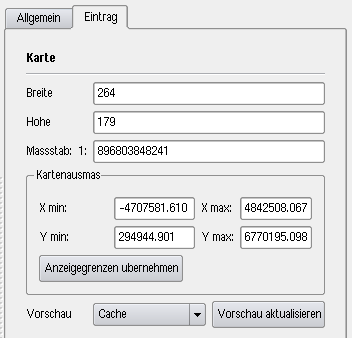 Allgemein Eintrag
Karte
Breite 264
Hohe 179
Massstab: 1: 896803848241
Kartenausmas
X min: -4707581.610 X max: 4842508.067
Y min: 294944.901 Y max: 6770195.098
Anzeigegrenzen ubernehmen
Vorschau Cache Vorschau aktualisieren